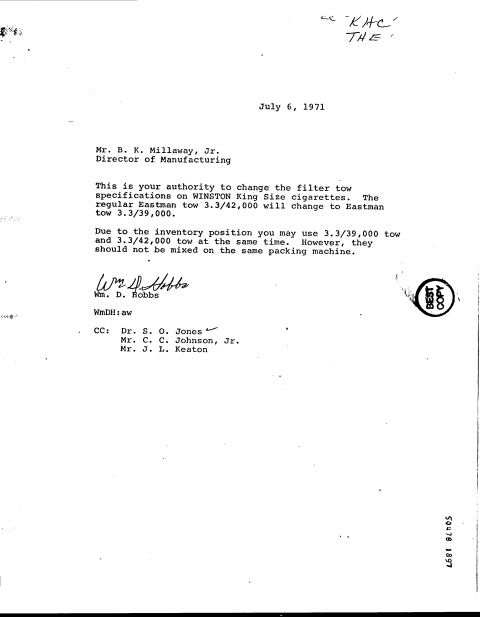 cc KHC
THE
July 6, 1971
Mr. B. K. Millaway, Jr.
Director of Manufacturing
This is your authority to change the filter tow
specifications on WINSTON King Size cigarettes.  The
regular Eastman tow 3.3/42,000 will change to Eastman
tow 3.3/39,000.
Due to the inventory position you may use 3.3/39,000 tow
and 3.3/42,000 tow at the same time.  However, they
should not be mixed on the same packing machine.
Wm D. Hobbs
Wm. D. Hobbs
WmDH:aw
CC:  Dr. S. O. Jones
Mr. C. C. Johnson, Jr.
Mr. J. L. Keaton
BEST
COPY
50478 1897